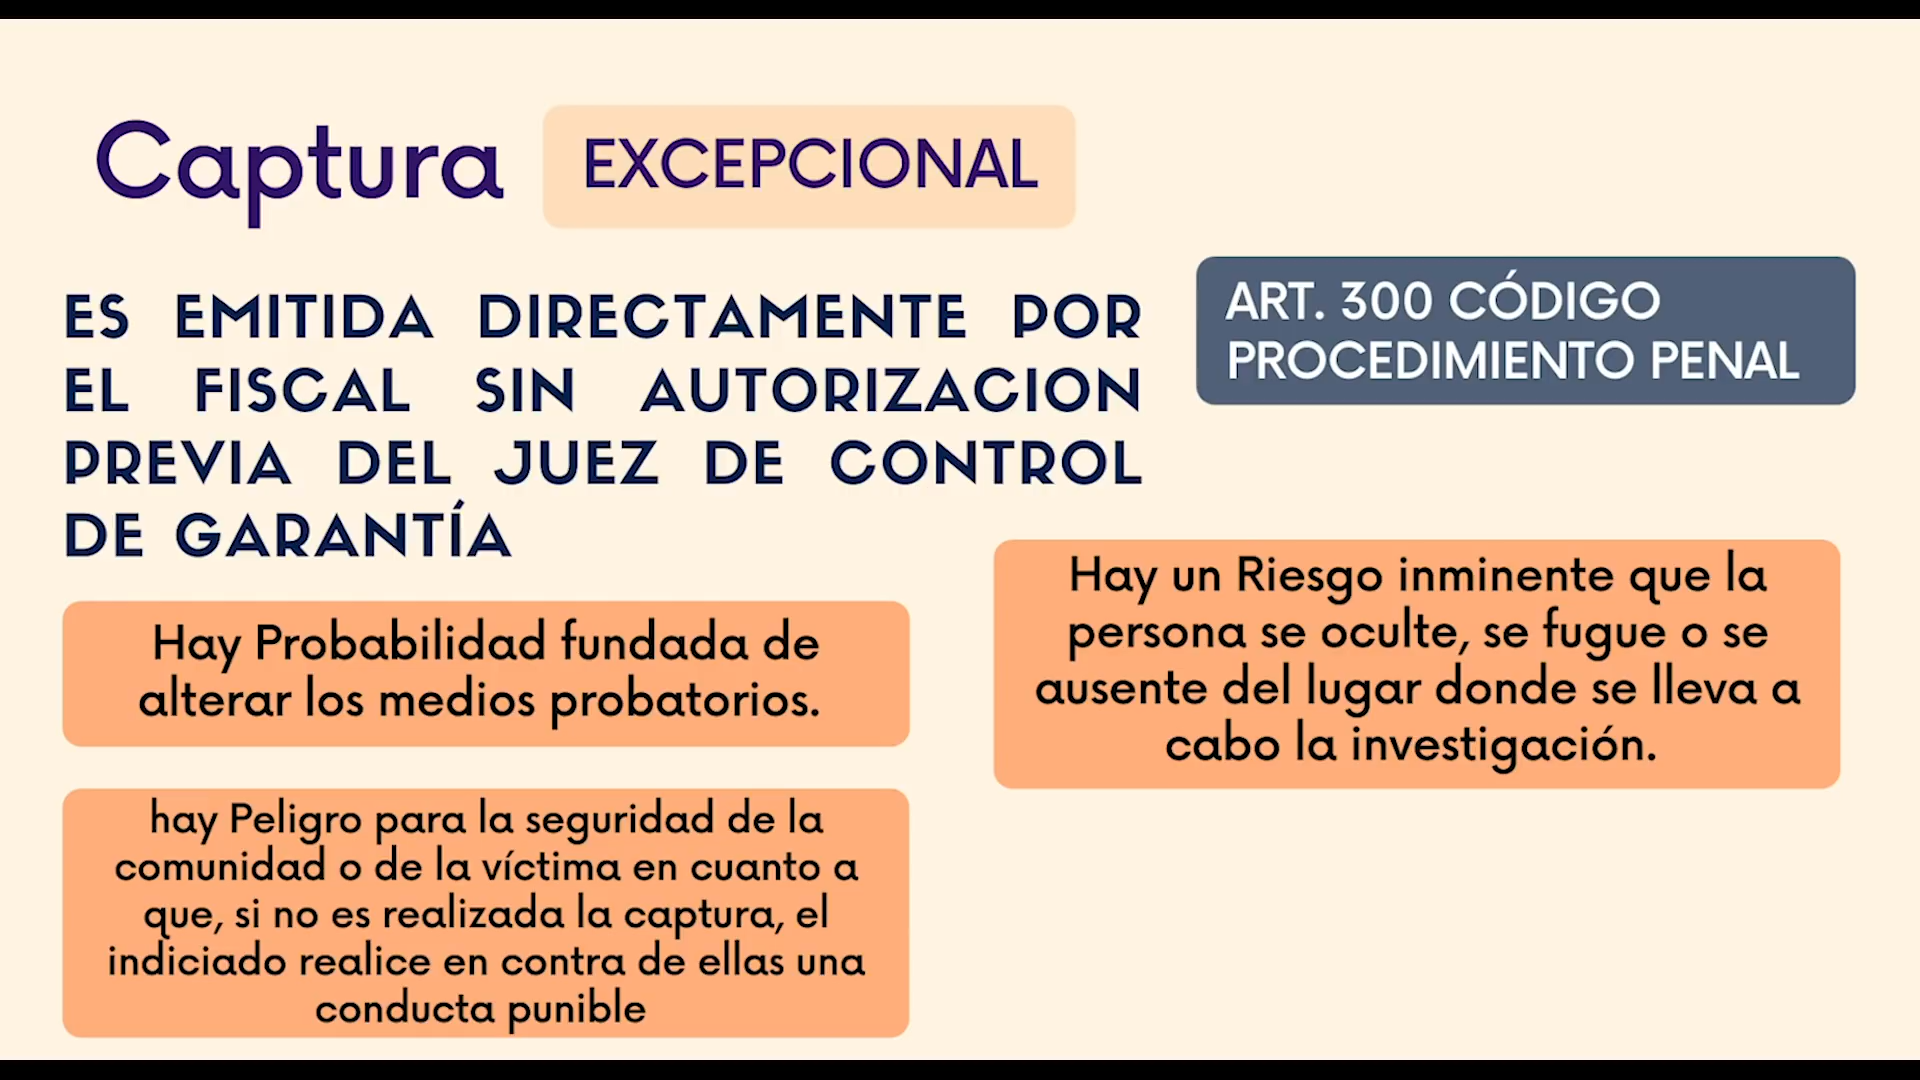 Captura EXCEPCIONAL
ES EMITIDA DIRECTAMENTE POR
EL FISCAL SIN AUTORIZACION
PREVIA DEL JUEZ DE CONTROL
DE GARANTÍA
ART. 300 CÓDIGO
PROCEDIMIENTO PENAL
Hay Probabilidad fundada de
alterar los medios probatorios.
Hay un Riesgo inminente que la
persona se oculte, se fugue o se
ausente del lugar donde se lleva a
cabo la investigación.
hay Peligro para la seguridad de la
comunidad o de la víctima en cuanto a
que, si no es realizada la captura, el
indiciado realice en contra de ellas una
conducta punible